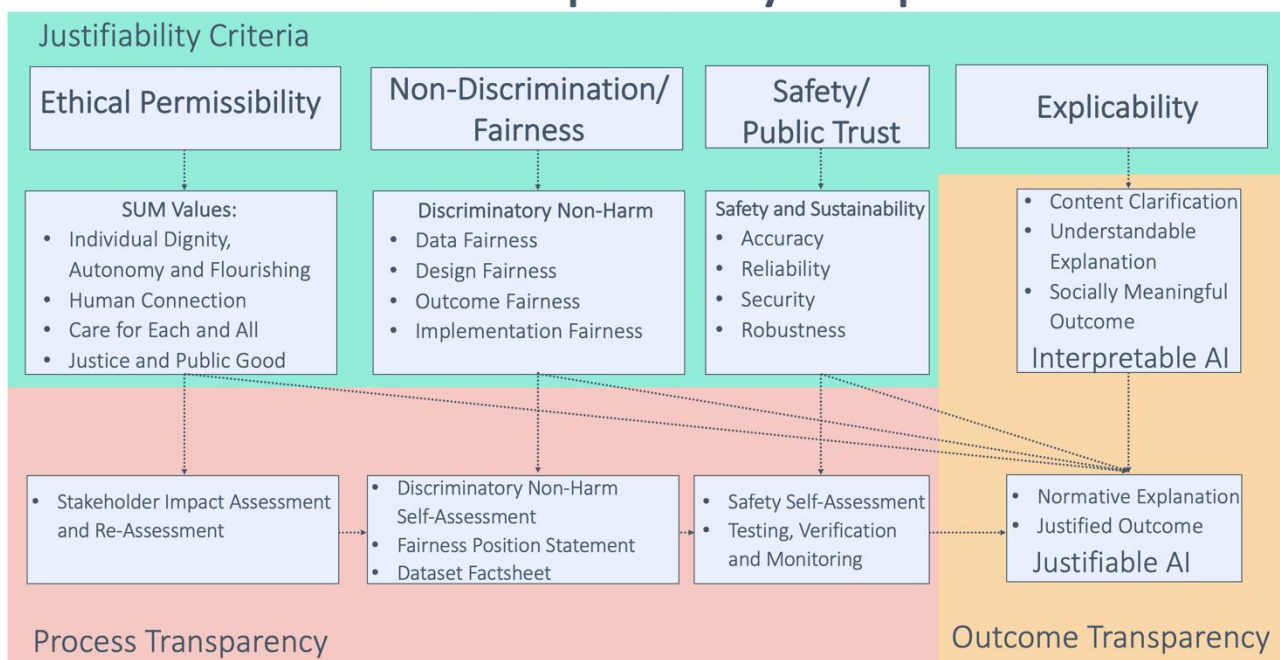 Justifiability Criteria
Ethical Permissibility
Non-Discrimination/
Fairness
Safety/
Public Trust
Explicability
SUM Values:
• Individual Dignity,
Autonomy and Flourishing
• Human Connection
• Care for Each and All
• Justice and Public Good
Discriminatory Non-Harm
• Data Fairness
• Design Fairness
• Outcome Fairness
• Implementation Fairness
Safety and Sustainability
• Accuracy
• Reliability
• Security
• Robustness
• Content Clarification
• Understandable
Explanation
• Socially Meaningful
Outcome
Interpretable AI
• Stakeholder Impact Assessment
and Re-Assessment
• Discriminatory Non-Harm
Self-Assessment
• Fairness Position Statement
• Dataset Factsheet
• Safety Self-Assessment
• Testing, Verification
and Monitoring
• Normative Explanation
• Justified Outcome
Justifiable AI
Process Transparency
Outcome Transparency